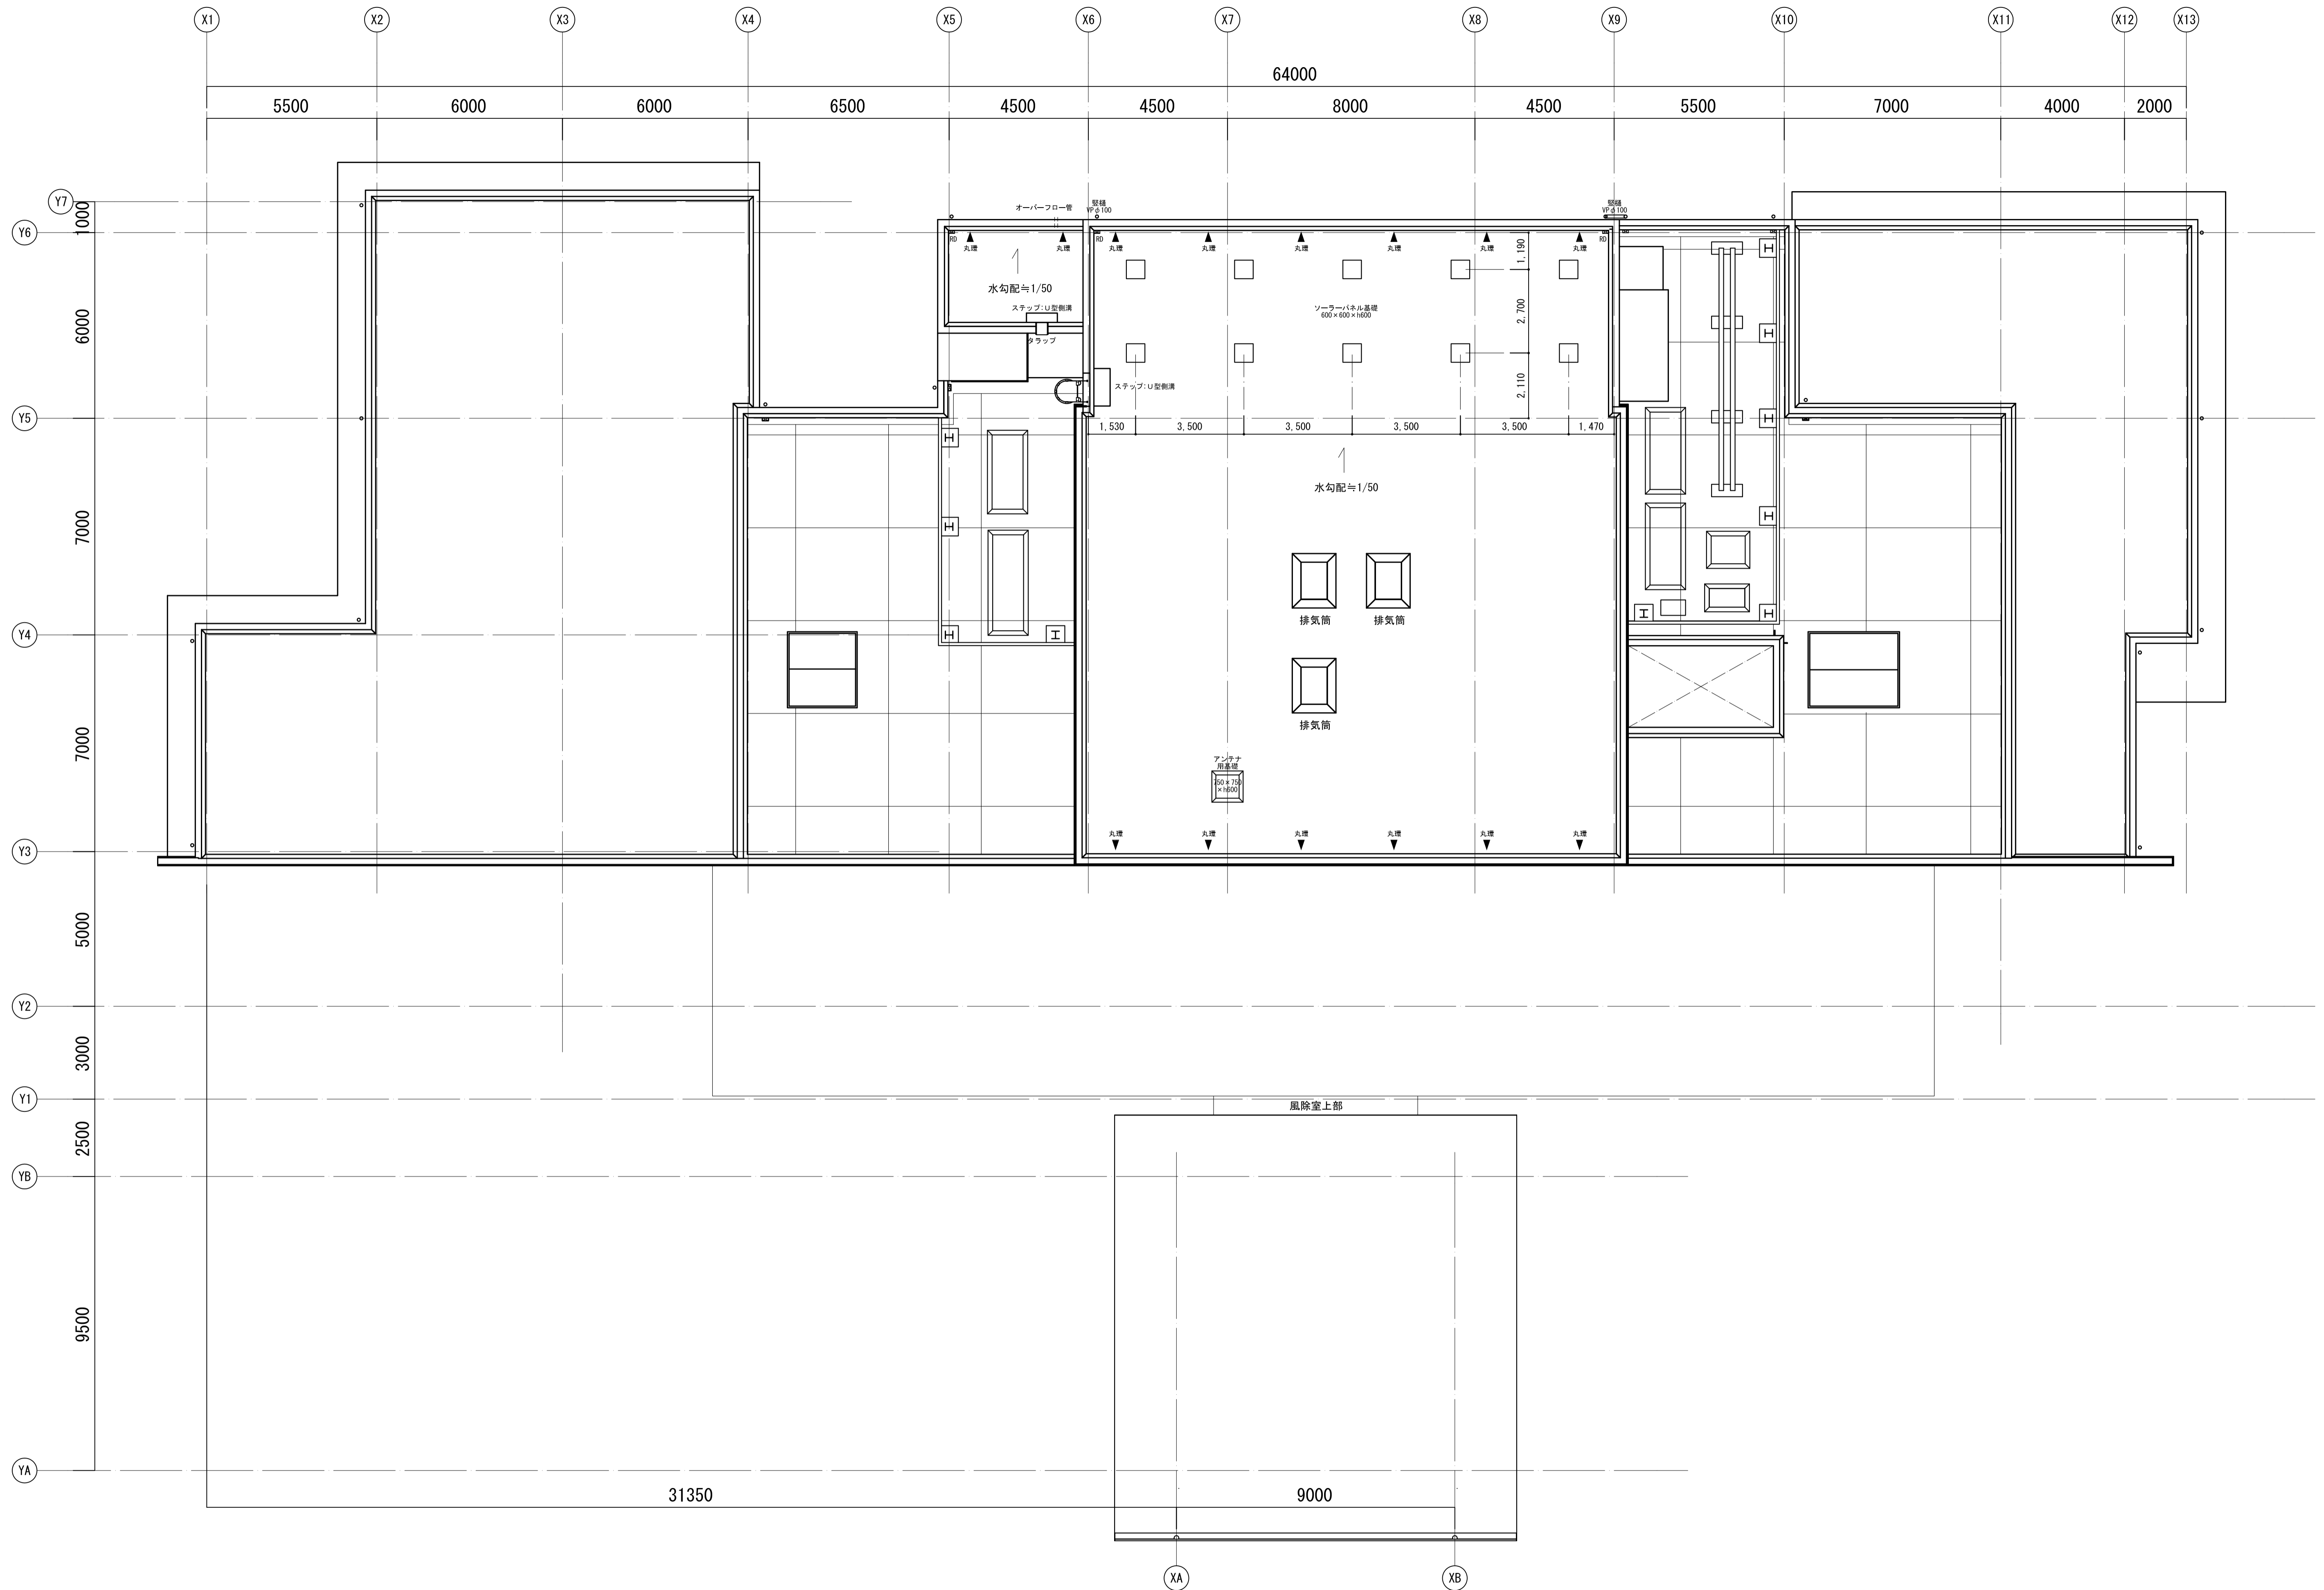 X1 X2 X3 X4 X5 X6 X7 X8 X9 X10 X11 X12 X13
64000
5500 6000 6000 6500 4500 4500 8000 4500 5500 7000 4000 2000
Y7
1000
Y6
6000
Y5
7000
Y4
7000
Y3
5000
Y2
3000
Y1
2500
YB
9500
YA
オーバーフロー管
竪樋
VPφ100
竪樋
VPφ100
RD
RD
RD
丸環 丸環 丸環 丸環 丸環 丸環 丸環 丸環
水勾配≒1/50
ステップ:U型側溝
タラップ
ステップ:U型側溝
ソーラーパネル基礎
600×600×h600
1,190
2,700
2,110
1,530 3,500 3,500 3,500 3,500 1,470
水勾配≒1/50
排気筒 排気筒
排気筒
アンテナ
用基礎
750×750
×h600
丸環 丸環 丸環 丸環 丸環 丸環
風除室上部
31350 9000
XA XB